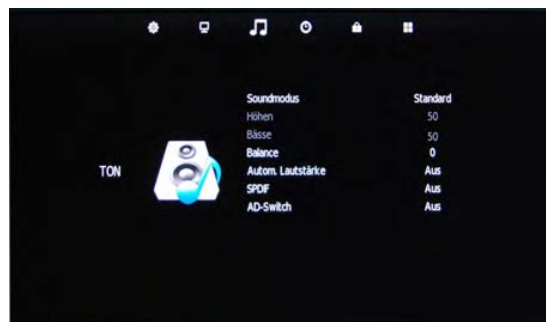 Soundmodus Standard
Höhen 50
Bässe 50
Balance 0
TON
Autom. Lautstärke Aus
SPDIF Aus
AD-Switch Aus